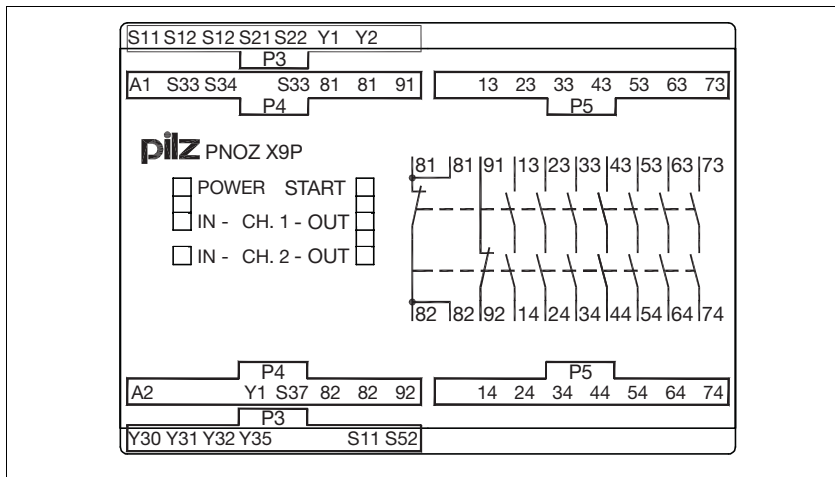 S11 S12 S12 S21 S22 Y1 Y2
P3
A1 S33 S34 S33 81 81 91
13 23 33 43 53 63 73
P4
P5
pilz PNOZ X9P
81 81 91 13 23 33 43 53 63 73
POWER START
IN - CH. 1 - OUT
IN - CH. 2 - OUT
82 82 92 14 24 34 44 54 64 74
P4
P5
A2 Y1 S37 82 82 92
14 24 34 44 54 64 74
P3
Y30 Y31 Y32 Y35 S11 S52